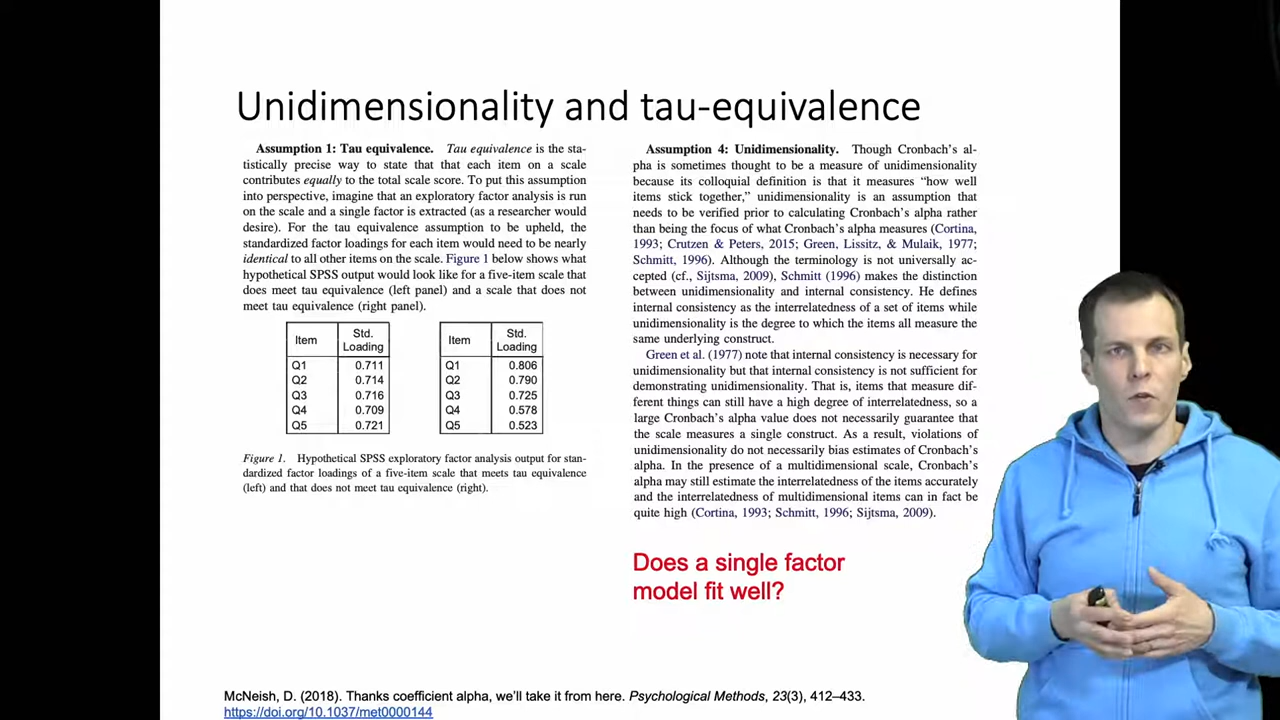 Unidimensionality and tau-equivalence
Assumption 1: Tau equivalence. Tau equivalence is the sta-
tistically precise way to state that that each item on a scale
contributes equally to the total scale score. To put this assumption
into perspective, imagine that an exploratory factor analysis is run
on the scale and a single factor is extracted (as a researcher would
desire). For the tau equivalence assumption to be upheld, the
standardized factor loadings for each item would need to be nearly
identical to all other items on the scale. Figure 1 below shows what
hypothetical SPSS output would look like for a five-item scale that
does meet tau equivalence (left panel) and a scale that does not
meet tau equivalence (right panel).
Item Std. Loading
Q1 0.711
Q2 0.714
Q3 0.716
Q4 0.709
Q5 0.721
Item Std. Loading
Q1 0.806
Q2 0.790
Q3 0.725
Q4 0.578
Q5 0.523
Figure 1. Hypothetical SPSS exploratory factor analysis output for stan-
dardized factor loadings of a five-item scale that meets tau equivalence
(left) and that does not meet tau equivalence (right).
Assumption 4: Unidimensionality. Though Cronbach's al-
pha is sometimes thought to be a measure of unidimensionality
because its colloquial definition is that it measures "how well
items stick together," unidimensionality is an assumption that
needs to be verified prior to calculating Cronbach's alpha rather
than being the focus of what Cronbach's alpha measures (Cortina,
1993; Crutzen & Peters, 2015; Green, Lissitz, & Mulaik, 1977;
Schmitt, 1996). Although the terminology is not universally ac-
cepted (cf., Sijtsma, 2009), Schmitt (1996) makes the distinction
between unidimensionality and internal consistency. He defines
internal consistency as the interrelatedness of a set of items while
unidimensionality is the degree to which the items all measure the
same underlying construct.
Green et al. (1977) note that internal consistency is necessary for
unidimensionality but that internal consistency is not sufficient for
demonstrating unidimensionality. That is, items that measure dif-
ferent things can still have a high degree of interrelatedness, so a
large Cronbach's alpha value does not necessarily guarantee that
the scale measures a single construct. As a result, violations of
unidimensionality do not necessarily bias estimates of Cronbach's
alpha. In the presence of a multidimensional scale, Cronbach's
alpha may still estimate the interrelatedness of the items accurately
and the interrelatedness of multidimensional items can in fact be
quite high (Cortina, 1993; Schmitt, 1996; Sijtsma, 2009).
Does a single factor
model fit well?
McNeish, D. (2018). Thanks coefficient alpha, we'll take it from here. Psychological Methods, 23(3), 412–433.
https://doi.org/10.1037/met0000144